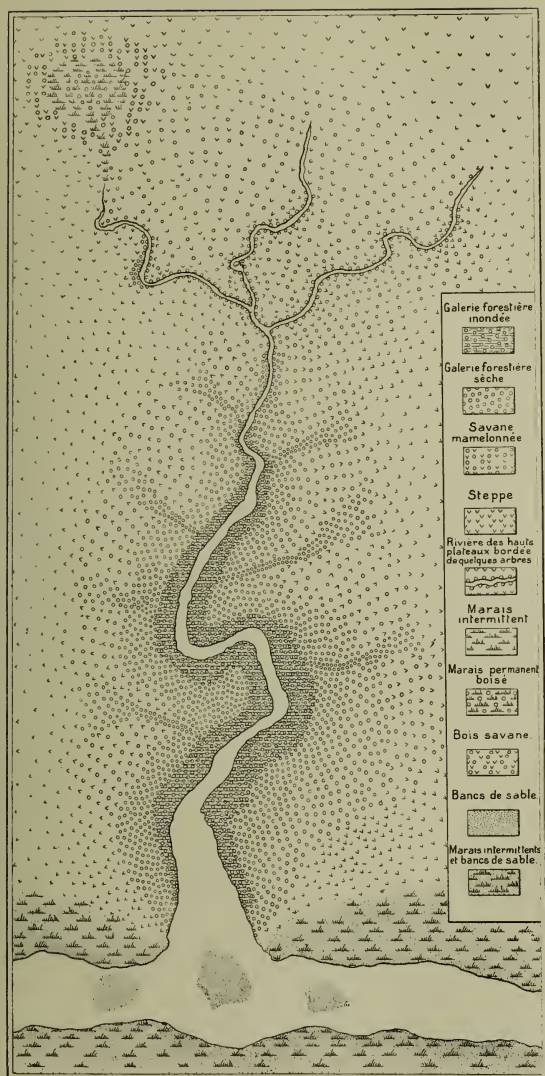 Galerie forestière
inondée
Galerie forestière
sèche
Savane
mamelonnée
Steppe
Rivière des hauts
plateaux bordée
de quelques arbres
Marais
intermittent
Marais permanent
boisé
Bois savane.
Bancs de sable
Marais intermittents
et bancs de sable.